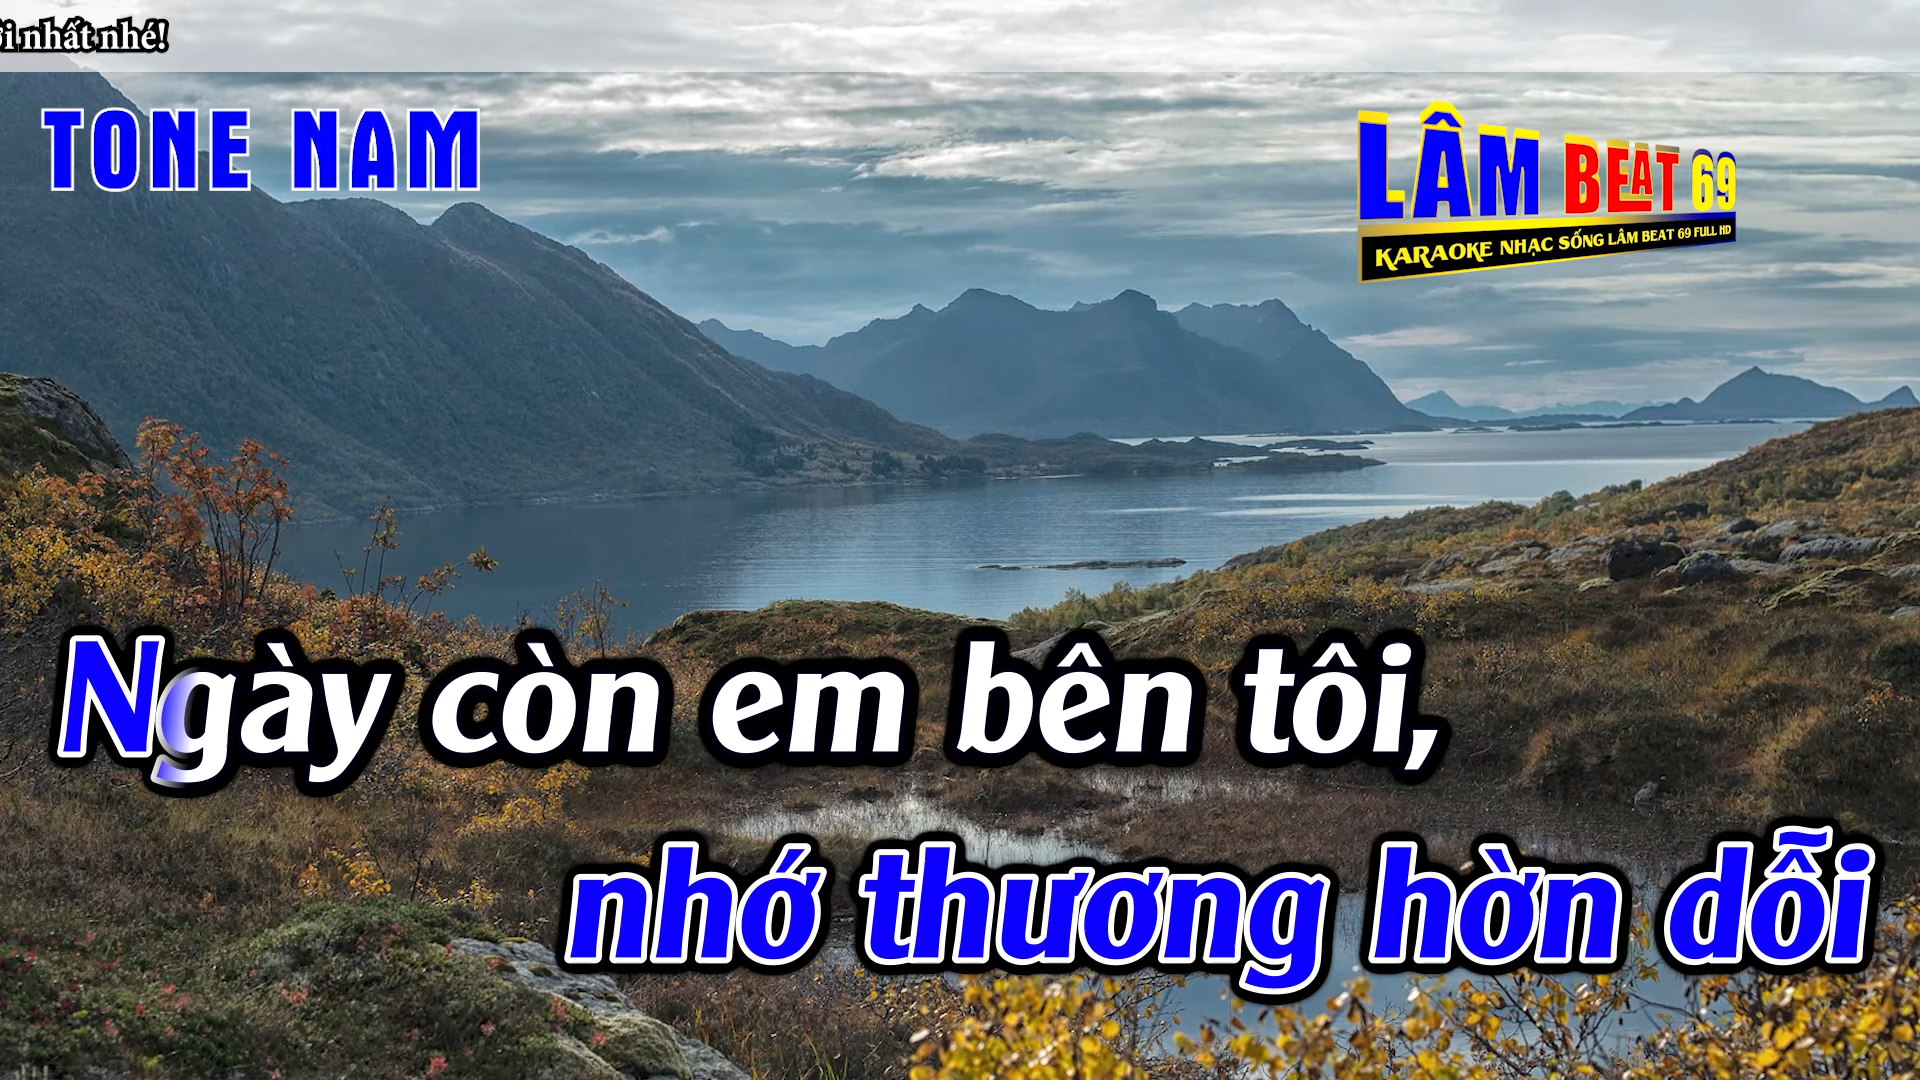 nhất nhé!
TONE NAM
LÂM BEAT 69
KARAOKE NHẠC SỐNG LÂM BEAT 69 FULL HD
Ngày còn em bên tôi,
nhớ thương hờn dỗi